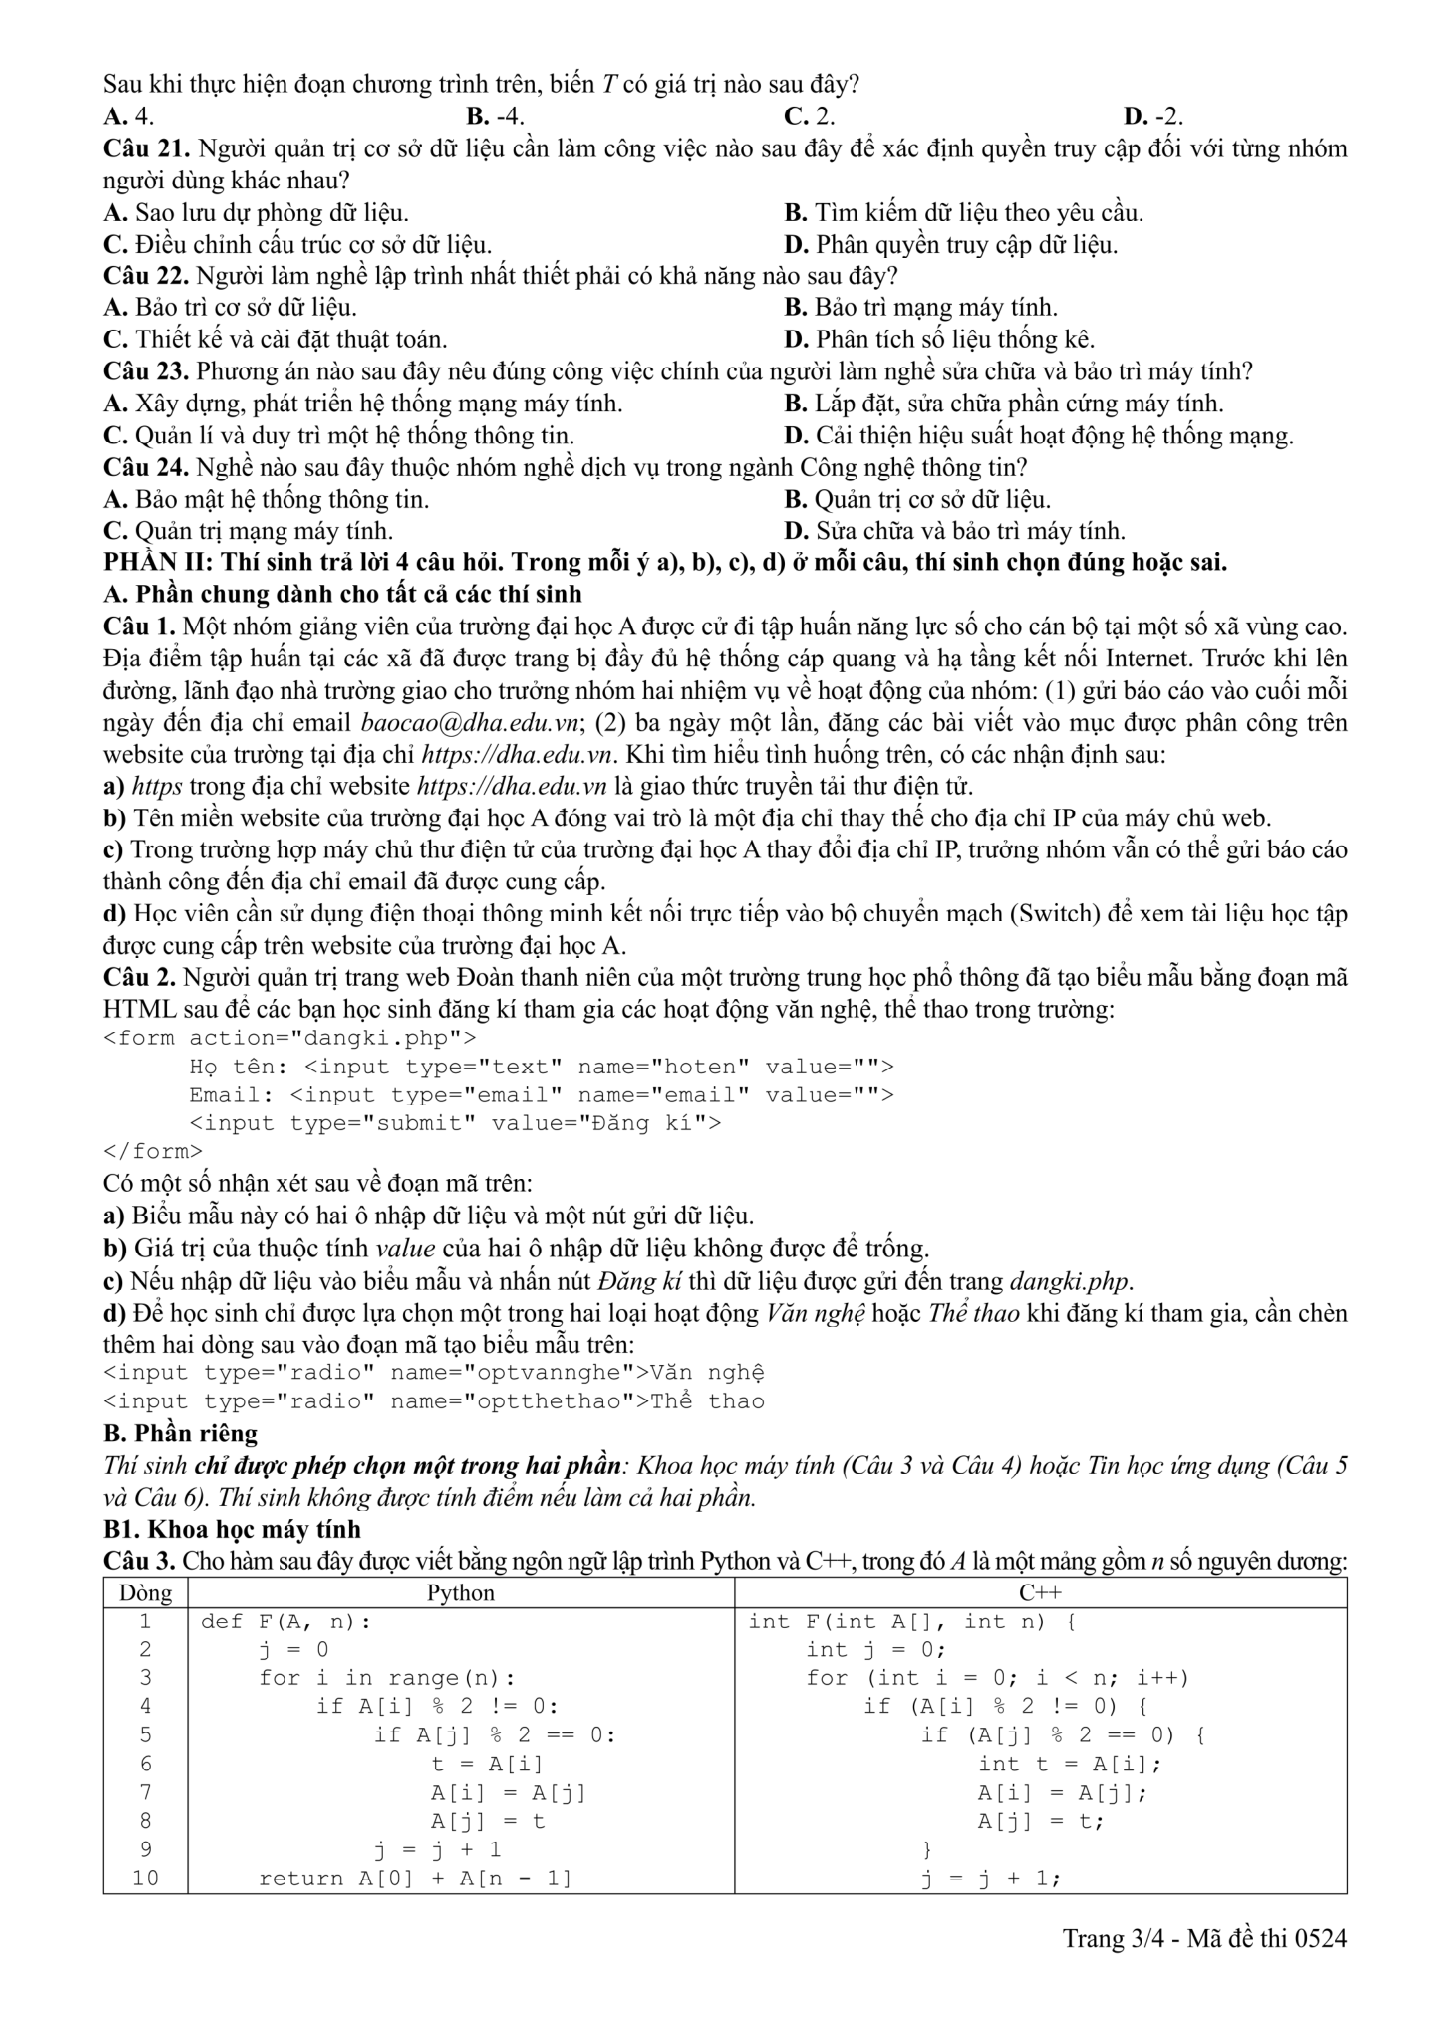 Sau khi thực hiện đoạn chương trình trên, biến T có giá trị nào sau đây?
A. 4. B. -4. C. 2. D. -2.
Câu 21. Người quản trị cơ sở dữ liệu cần làm công việc nào sau đây để xác định quyền truy cập đối với từng nhóm
người dùng khác nhau?
A. Sao lưu dự phòng dữ liệu. B. Tìm kiếm dữ liệu theo yêu cầu.
C. Điều chỉnh cấu trúc cơ sở dữ liệu. D. Phân quyền truy cập dữ liệu.
Câu 22. Người làm nghề lập trình nhất thiết phải có khả năng nào sau đây?
A. Bảo trì cơ sở dữ liệu. B. Bảo trì mạng máy tính.
C. Thiết kế và cài đặt thuật toán. D. Phân tích số liệu thống kê.
Câu 23. Phương án nào sau đây nêu đúng công việc chính của người làm nghề sửa chữa và bảo trì máy tính?
A. Xây dựng, phát triển hệ thống mạng máy tính. B. Lắp đặt, sửa chữa phần cứng máy tính.
C. Quản lí và duy trì một hệ thống thông tin. D. Cải thiện hiệu suất hoạt động hệ thống mạng.
Câu 24. Nghề nào sau đây thuộc nhóm nghề dịch vụ trong ngành Công nghệ thông tin?
A. Bảo mật hệ thống thông tin. B. Quản trị cơ sở dữ liệu.
C. Quản trị mạng máy tính. D. Sửa chữa và bảo trì máy tính.
PHẦN II: Thí sinh trả lời 4 câu hỏi. Trong mỗi ý a), b), c), d) ở mỗi câu, thí sinh chọn đúng hoặc sai.
A. Phần chung dành cho tất cả các thí sinh
Câu 1. Một nhóm giảng viên của trường đại học A được cử đi tập huấn năng lực số cho cán bộ tại một số xã vùng cao.
Địa điểm tập huấn tại các xã đã được trang bị đầy đủ hệ thống cáp quang và hạ tầng kết nối Internet. Trước khi lên
đường, lãnh đạo nhà trường giao cho trưởng nhóm hai nhiệm vụ về hoạt động của nhóm: (1) gửi báo cáo vào cuối mỗi
ngày đến địa chỉ email baocao@dha.edu.vn; (2) ba ngày một lần, đăng các bài viết vào mục được phân công trên
website của trường tại địa chỉ https://dha.edu.vn. Khi tìm hiểu tình huống trên, có các nhận định sau:
a) https trong địa chỉ website https://dha.edu.vn là giao thức truyền tải thư điện tử.
b) Tên miền website của trường đại học A đóng vai trò là một địa chỉ thay thế cho địa chỉ IP của máy chủ web.
c) Trong trường hợp máy chủ thư điện tử của trường đại học A thay đổi địa chỉ IP, trưởng nhóm vẫn có thể gửi báo cáo
thành công đến địa chỉ email đã được cung cấp.
d) Học viên cần sử dụng điện thoại thông minh kết nối trực tiếp vào bộ chuyển mạch (Switch) để xem tài liệu học tập
được cung cấp trên website của trường đại học A.
Câu 2. Người quản trị trang web Đoàn thanh niên của một trường trung học phổ thông đã tạo biểu mẫu bằng đoạn mã
HTML sau để các bạn học sinh đăng kí tham gia các hoạt động văn nghệ, thể thao trong trường:
<form action="dangki.php">
Họ tên: <input type="text" name="hoten" value="">
Email: <input type="email" name="email" value="">
<input type="submit" value="Đăng kí">
</form>
Có một số nhận xét sau về đoạn mã trên:
a) Biểu mẫu này có hai ô nhập dữ liệu và một nút gửi dữ liệu.
b) Giá trị của thuộc tính value của hai ô nhập dữ liệu không được để trống.
c) Nếu nhập dữ liệu vào biểu mẫu và nhấn nút Đăng kí thì dữ liệu được gửi đến trang dangki.php.
d) Để học sinh chỉ được lựa chọn một trong hai loại hoạt động Văn nghệ hoặc Thể thao khi đăng kí tham gia, cần chèn
thêm hai dòng sau vào đoạn mã tạo biểu mẫu trên:
<input type="radio" name="optvannghe">Văn nghệ
<input type="radio" name="optthethao">Thể thao
B. Phần riêng
Thí sinh chỉ được phép chọn một trong hai phần: Khoa học máy tính (Câu 3 và Câu 4) hoặc Tin học ứng dụng (Câu 5
và Câu 6). Thí sinh không được tính điểm nếu làm cả hai phần.
B1. Khoa học máy tính
Câu 3. Cho hàm sau đây được viết bằng ngôn ngữ lập trình Python và C++, trong đó A là một mảng gồm n số nguyên dương:
Dòng Python C++
1 def F(A, n): int F(int A[], int n) {
2 j = 0 int j = 0;
3 for i in range(n): for (int i = 0; i < n; i++)
4 if A[i] % 2 != 0: if (A[i] % 2 != 0) {
5 if A[j] % 2 == 0: if (A[j] % 2 == 0) {
6 t = A[i] int t = A[i];
7 A[i] = A[j] A[i] = A[j];
8 A[j] = t A[j] = t;
9 j = j + 1 }
10 return A[0] + A[n - 1] j = j + 1;
Trang 3/4 - Mã đề thi 0524